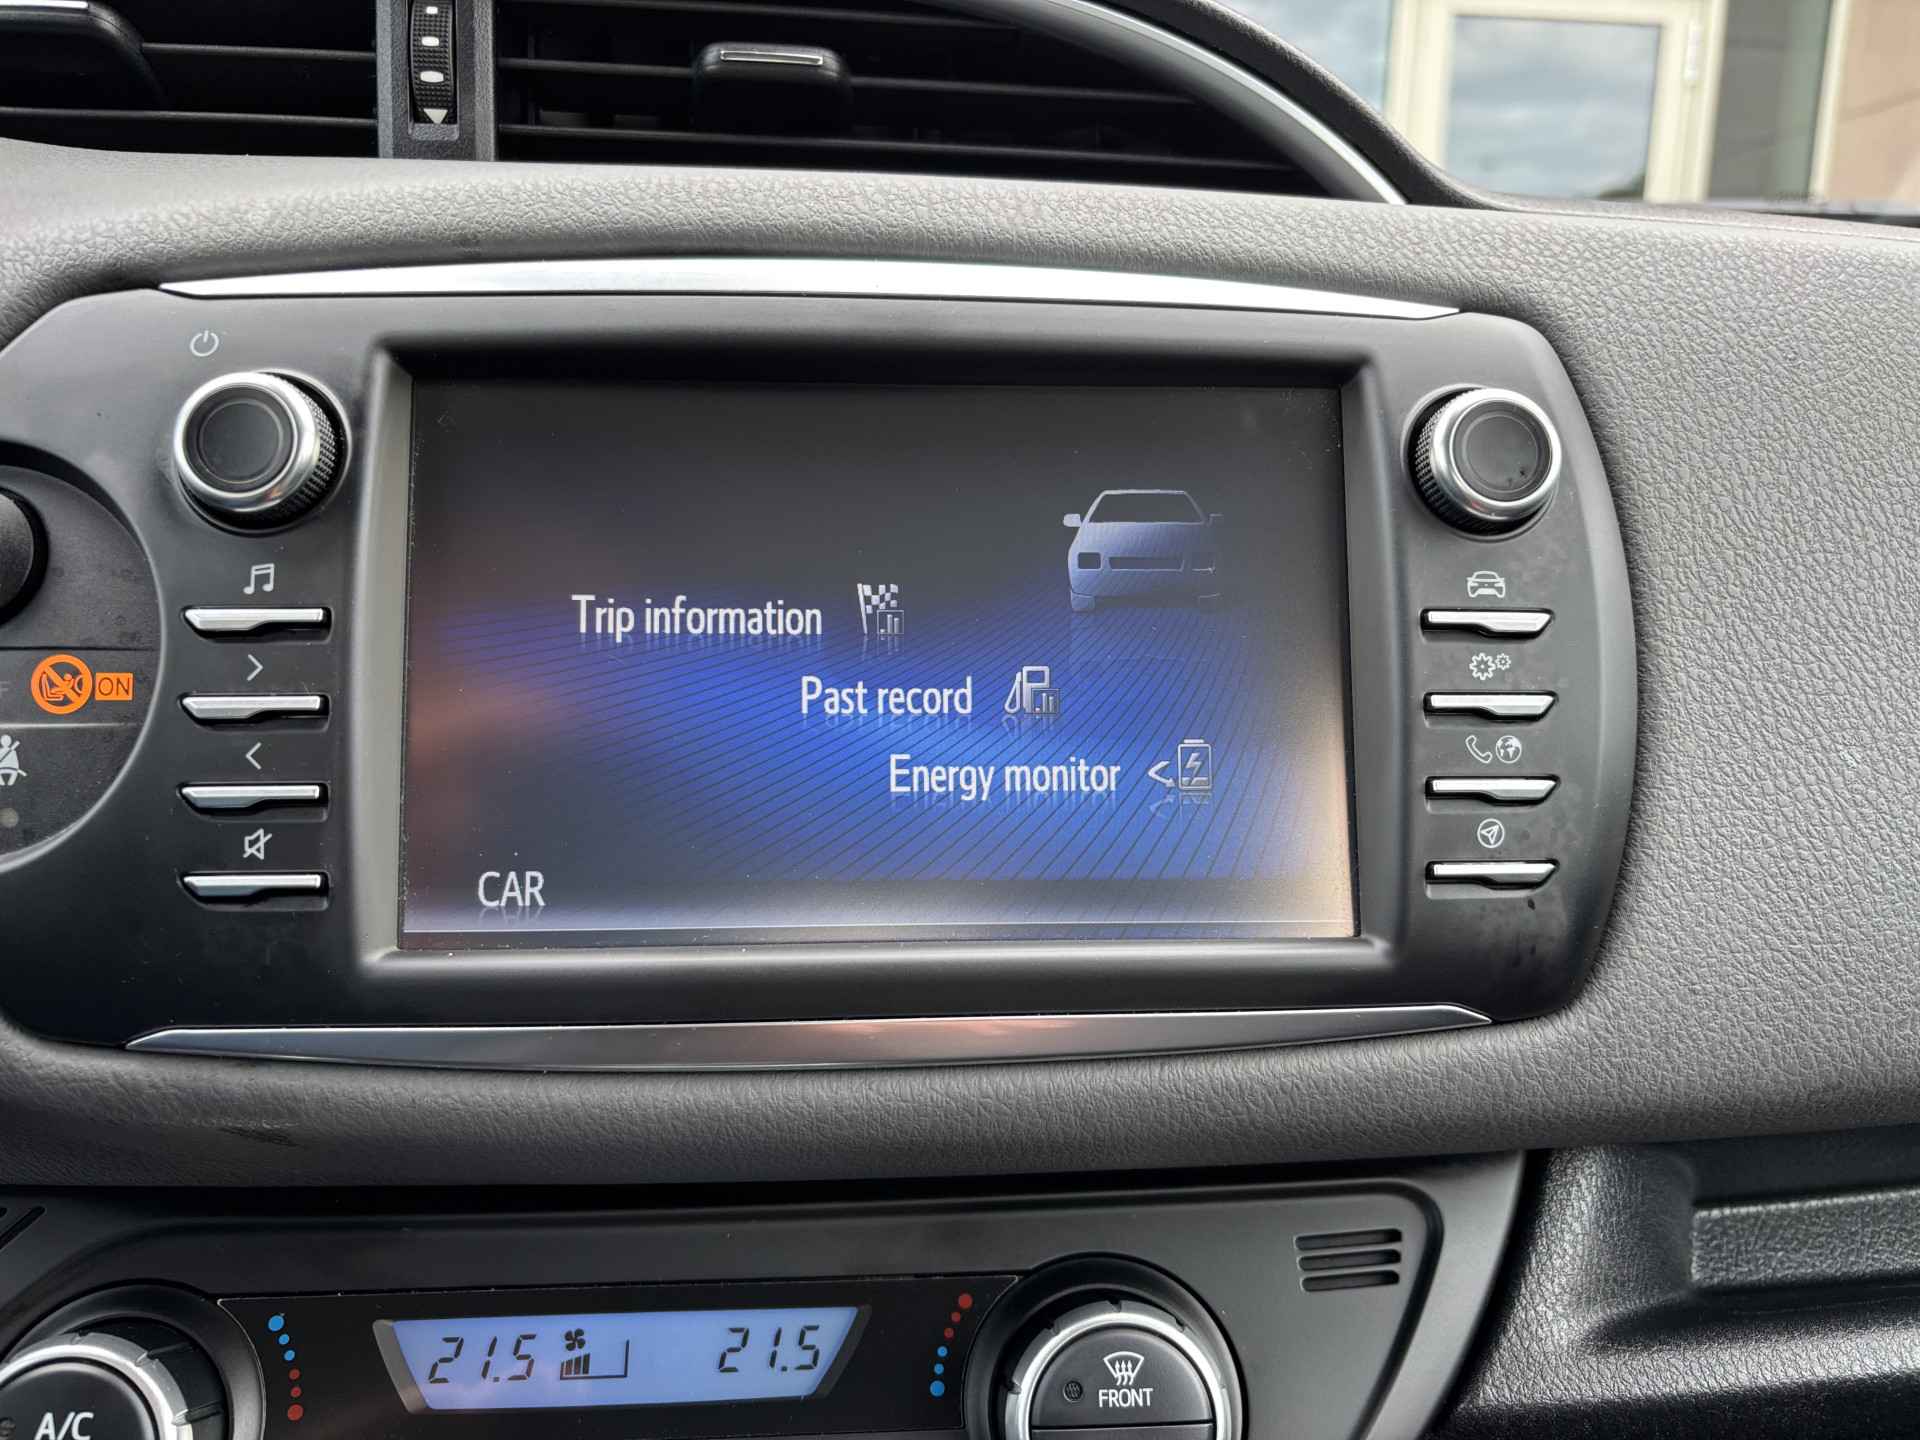 Trip information
Past record
Energy monitor
CAR
ON
21.5
21.5
A/C
FRONT